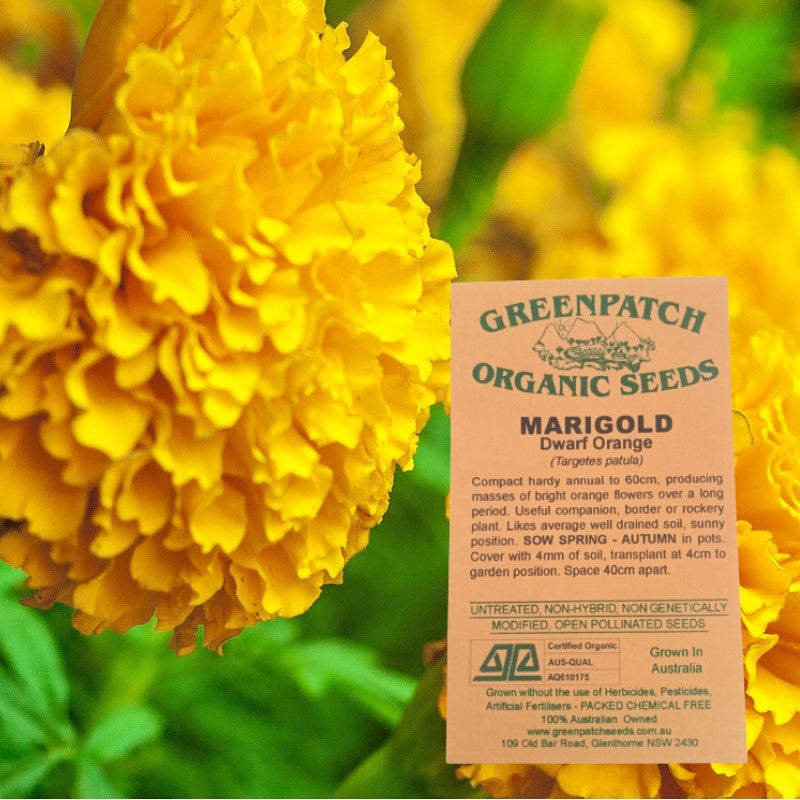 GREENPATCH
ORGANIC SEEDS
MARIGOLD
Dwarf Orange
(Targetes patula)
Compact hardy annual to 60cm, producing
masses of bright orange flowers over a long
period. Useful companion, border or rockery
plant. Likes average well drained soil, sunny
position. SOW SPRING - AUTUMN in pots.
Cover with 4mm of soil, transplant at 4cm to
garden position. Space 40cm apart.
UNTREATED, NON-HYBRID, NON GENETICALLY
MODIFIED, OPEN POLLINATED SEEDS
Certified Organic
AUS-QUAL
AQ610175
Grown In
Australia
Grown without the use of Herbicides, Pesticides,
Artificial Fertilisers - PACKED CHEMICAL FREE
100% Australian Owned
www.greenpatchseeds.com.au
109 Old Bar Road, Glenthorne NSW 2430